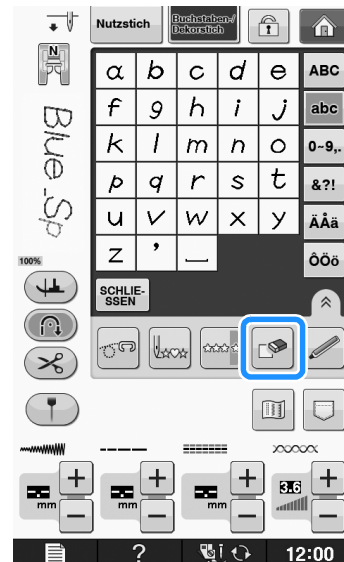 Nutzstich Buchstaben-/
Dekorstich
N
a b c d e ABC
f g h i j abc
k l m n o 0~9,.
p q r s t &?!
u v w x y ÄÅä
z ’ _ ÔÖö
Blue_Sp
100%
SCHLIE-
SSEN
mm + − mm + − mm + − 3.6 + −
? i 12:00